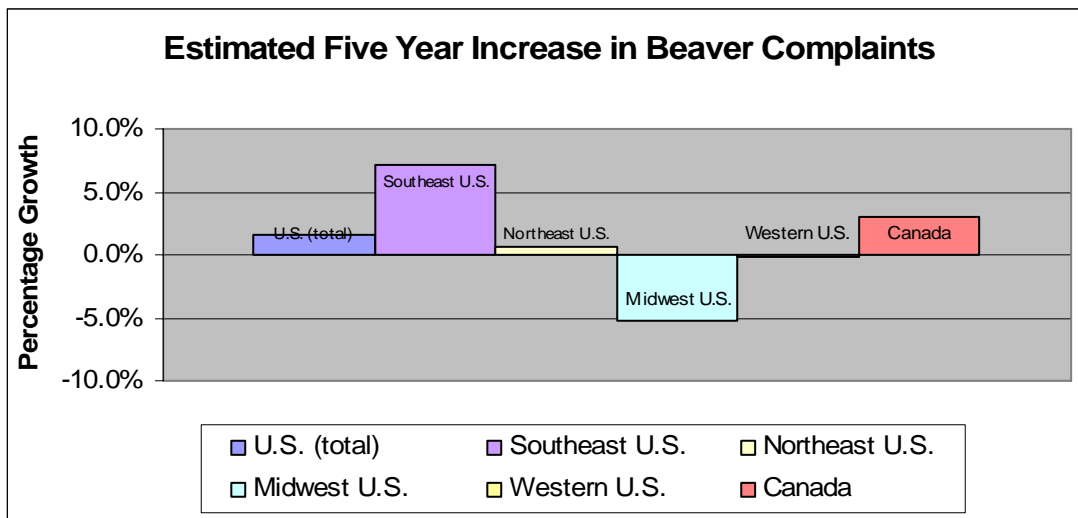 Estimated Five Year Increase in Beaver Complaints
Percentage Growth
10.0%
5.0%
0.0%
-5.0%
-10.0%
U.S. (total)
Southeast U.S.
Northeast U.S.
Midwest U.S.
Western U.S.
Canada
U.S. (total) Southeast U.S. Northeast U.S.
Midwest U.S. Western U.S. Canada